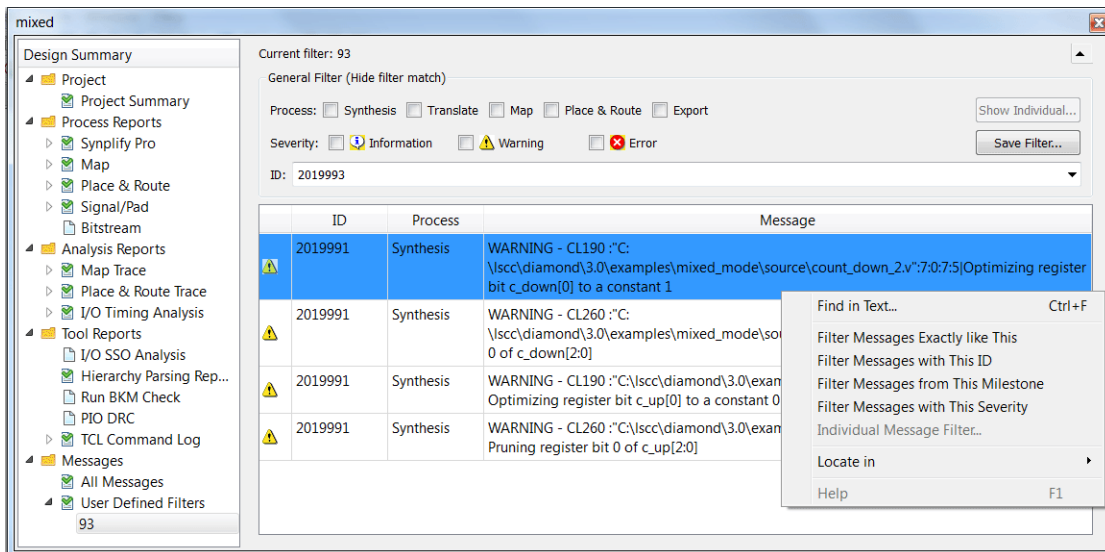 mixed
Design Summary
Project
Project Summary
Process Reports
Synplify Pro
Map
Place & Route
Signal/Pad
Bitstream
Analysis Reports
Map Trace
Place & Route Trace
I/O Timing Analysis
Tool Reports
I/O SSO Analysis
Hierarchy Parsing Rep...
Run BKM Check
PIO DRC
TCL Command Log
Messages
All Messages
User Defined Filters
93
Current filter: 93
General Filter (Hide filter match)
Process: Synthesis Translate Map Place & Route Export
Show Individual...
Severity: Information Warning Error
Save Filter...
ID: 2019993
ID Process Message
2019991 Synthesis WARNING - CL190 :"C:
\lscc\diamond\3.0\examples\mixed_mode\source\count_down_2.v":7:0:7:5|Optimizing register
bit c_down[0] to a constant 1
2019991 Synthesis WARNING - CL260 :"C:
\lscc\diamond\3.0\examples\mixed_mode\sou
0 of c_down[2:0]
2019991 Synthesis WARNING - CL190 :"C:\lscc\diamond\3.0\exam
Optimizing register bit c_up[0] to a constant 0
2019991 Synthesis WARNING - CL260 :"C:\lscc\diamond\3.0\exam
Pruning register bit 0 of c_up[2:0]
Find in Text... Ctrl+F
Filter Messages Exactly like This
Filter Messages with This ID
Filter Messages from This Milestone
Filter Messages with This Severity
Individual Message Filter...
Locate in
Help F1